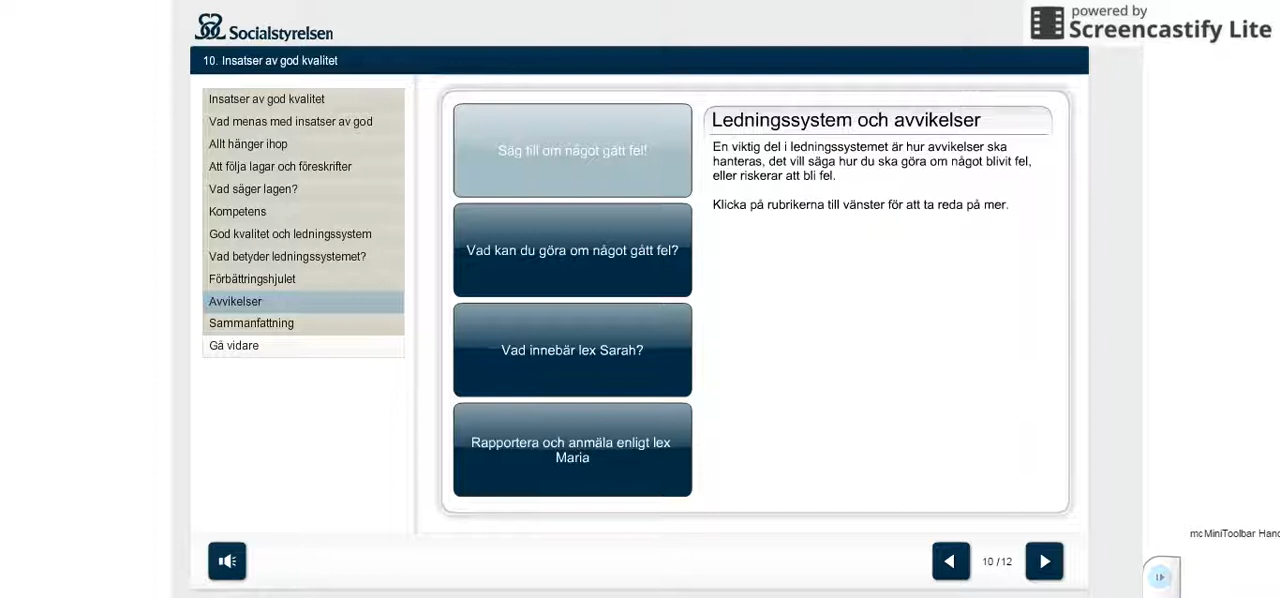 Socialstyrelsen
powered by
Screencastify Lite
10. Insatser av god kvalitet
Insatser av god kvalitet
Vad menas med insatser av god
Allt hänger ihop
Att följa lagar och föreskrifter
Vad säger lagen?
Kompetens
God kvalitet och ledningssystem
Vad betyder ledningssystemet?
Förbättringshjulet
Avvikelser
Sammanfattning
Gå vidare
Säg till om något gått fel!
Vad kan du göra om något gått fel?
Vad innebär lex Sarah?
Rapportera och anmäla enligt lex
Maria
Ledningssystem och avvikelser
En viktig del i ledningssystemet är hur avvikelser ska
hanteras, det vill säga hur du ska göra om något blivit fel,
eller riskerar att bli fel.
Klicka på rubrikerna till vänster för att ta reda på mer.
10 / 12
mcMiniToolbar Hand